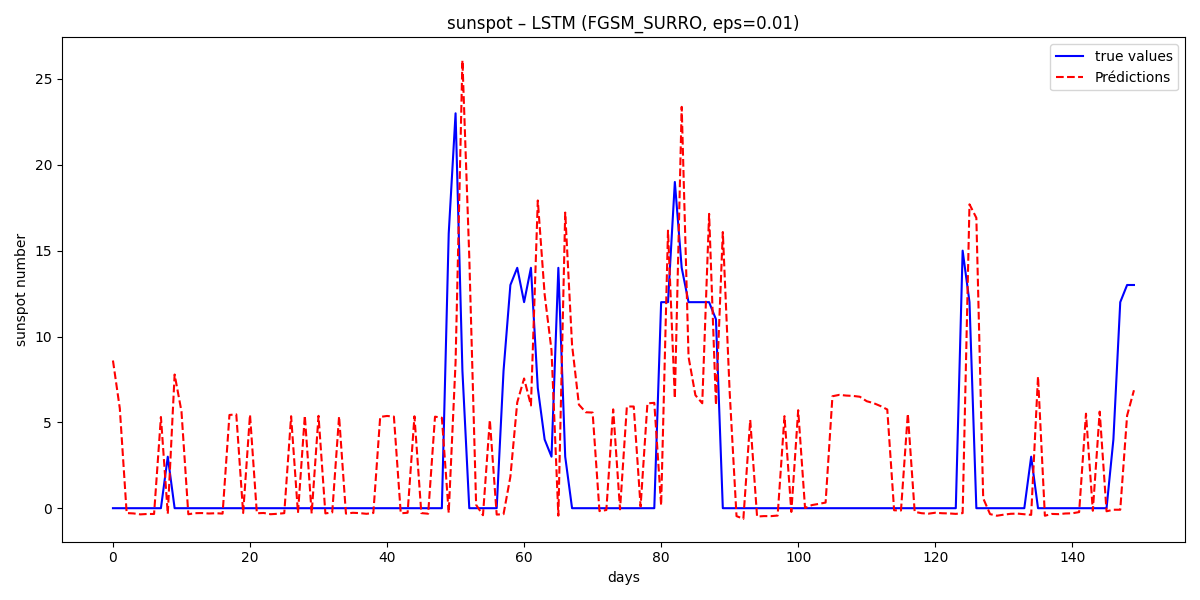 sunspot – LSTM (FGSM_SURRO, eps=0.01)
true values
Prédictions
sunspot number
25
20
15
10
5
0
0 20 40 60 80 100 120 140
days